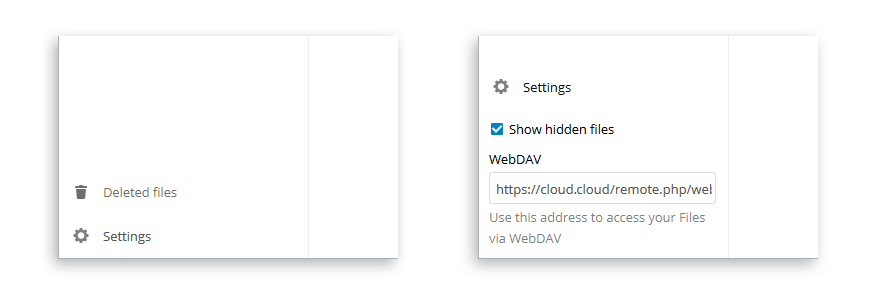 Deleted files
Settings
Settings
Show hidden files
WebDAV
https://cloud.cloud/remote.php/web
Use this address to access your Files
via WebDAV